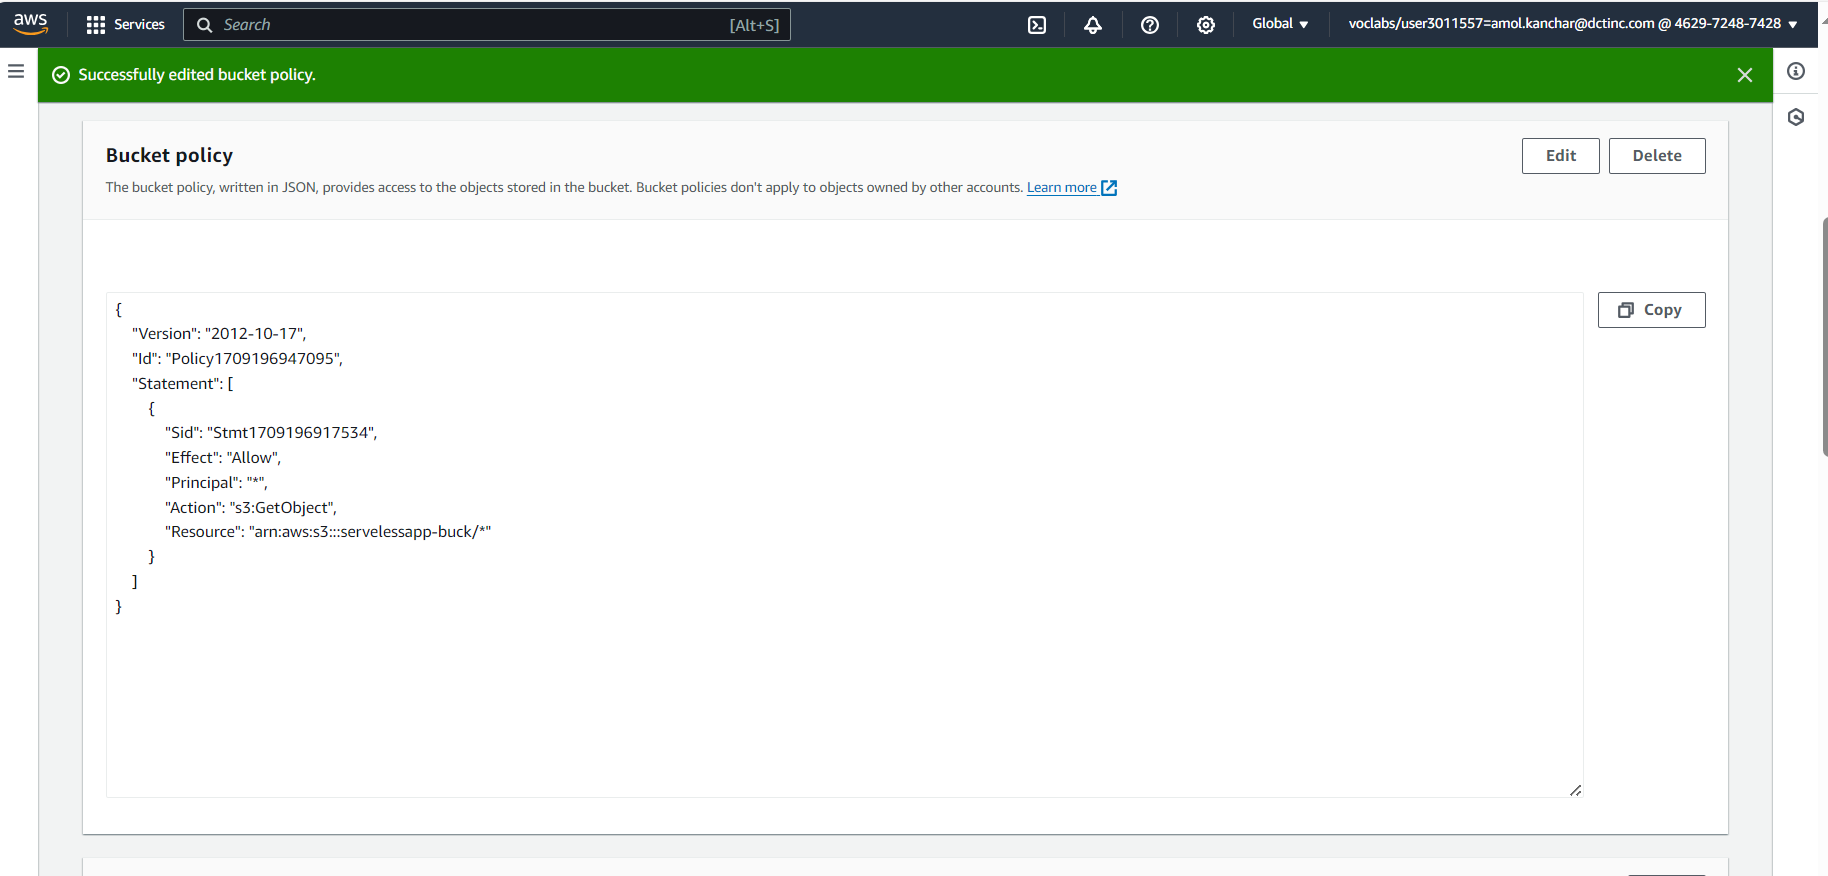 aws
Services
Search
[Alt+S]
Global
voclabs/user3011557=amol.kanchar@dctinc.com @ 4629-7248-7428
Successfully edited bucket policy.
Bucket policy
Edit
Delete
The bucket policy, written in JSON, provides access to the objects stored in the bucket. Bucket policies don't apply to objects owned by other accounts. Learn more
Copy
{
"Version": "2012-10-17",
"Id": "Policy1709196947095",
"Statement": [
{
"Sid": "Stmt1709196917534",
"Effect": "Allow",
"Principal": "*",
"Action": "s3:GetObject",
"Resource": "arn:aws:s3:::servelessapp-buck/*"
}
]
}